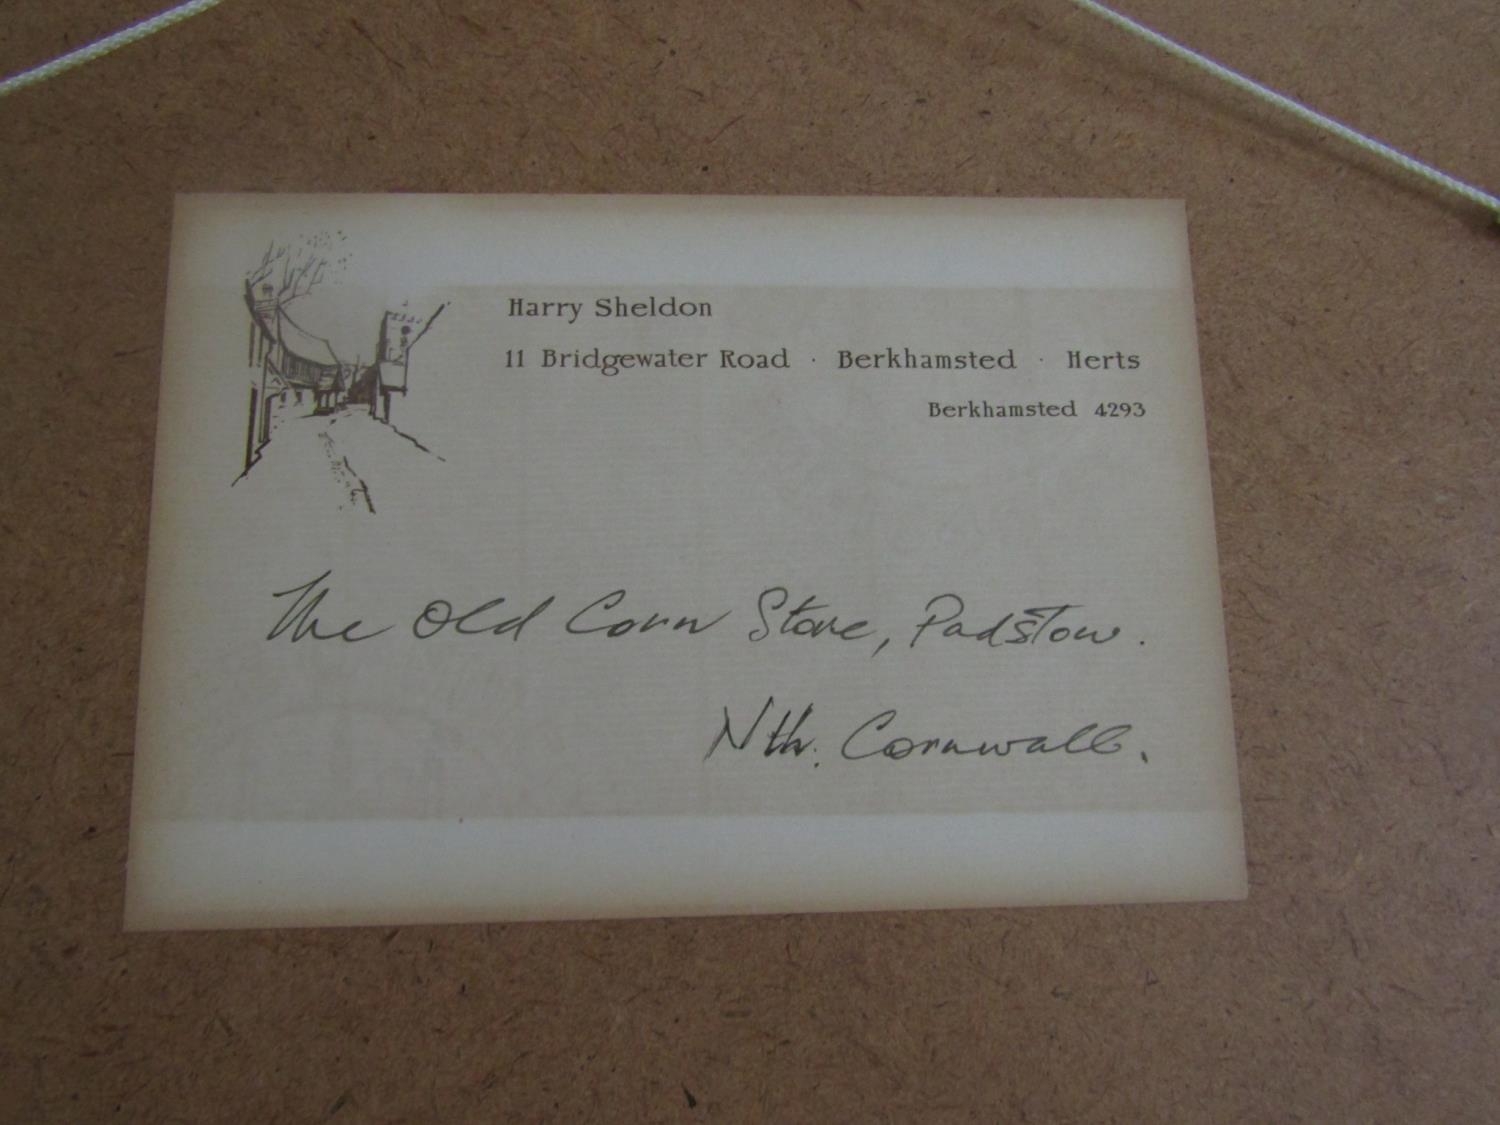 Harry Sheldon
11 Bridgewater Road · Berkhamsted · Herts
Berkhamsted 4293
The Old Corn Store, Padstow.
Nth. Cornwall.